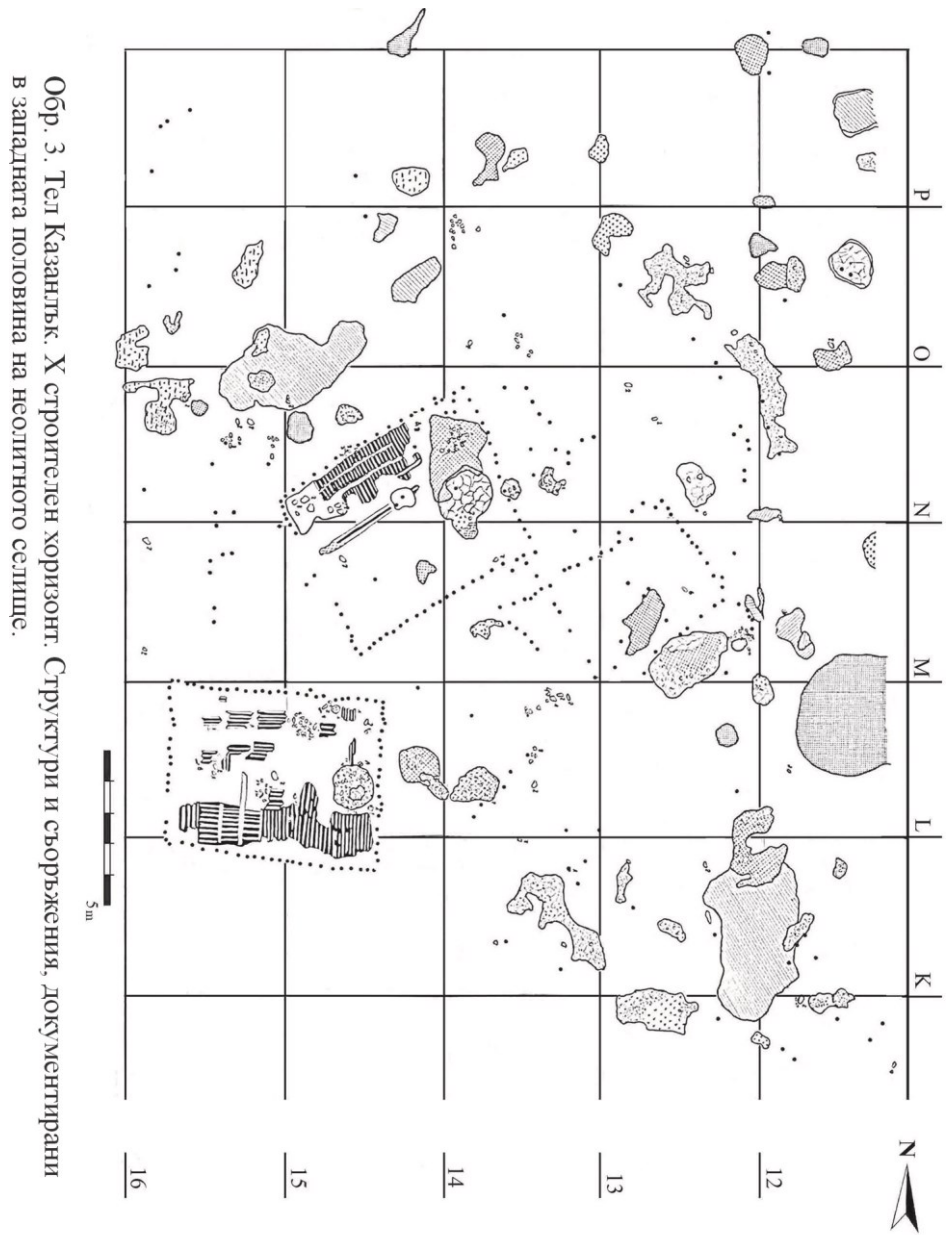 P
O
N
M
L
K
N
12
13
14
15
16
5 m
Обр. 3. Тел Казанлък. X строителен хоризонт. Структури и съоръжения, документирани
в западната половина на неолитното селище.